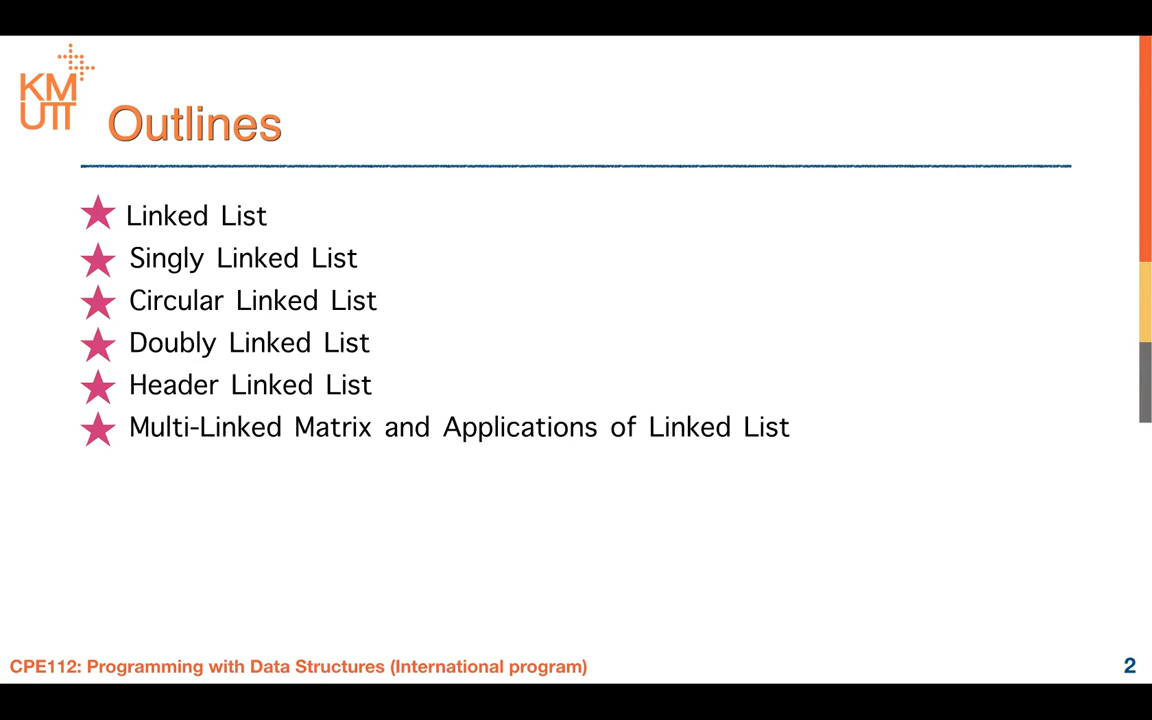 KM
UTT
Outlines
Linked List
Singly Linked List
Circular Linked List
Doubly Linked List
Header Linked List
Multi-Linked Matrix and Applications of Linked List
CPE112: Programming with Data Structures (International program)
2